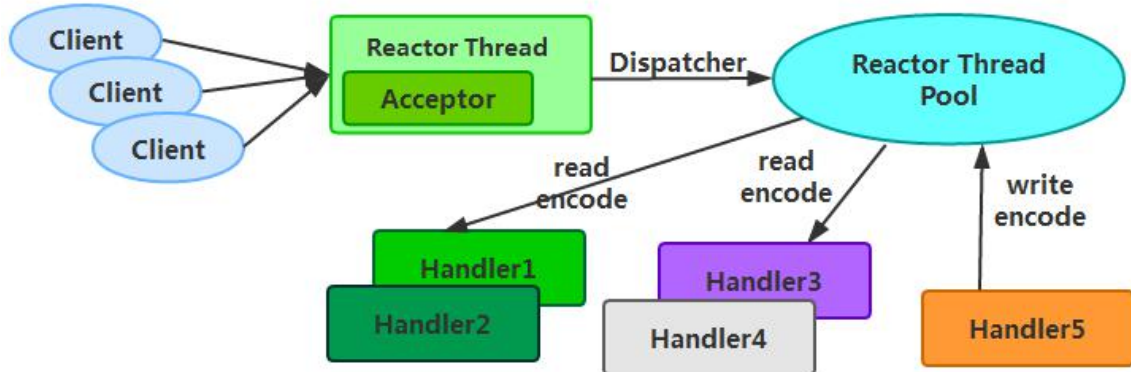 Client
Client
Client
Reactor Thread
Acceptor
Dispatcher
Reactor Thread
Pool
read
encode
read
encode
write
encode
Handler1
Handler2
Handler3
Handler4
Handler5